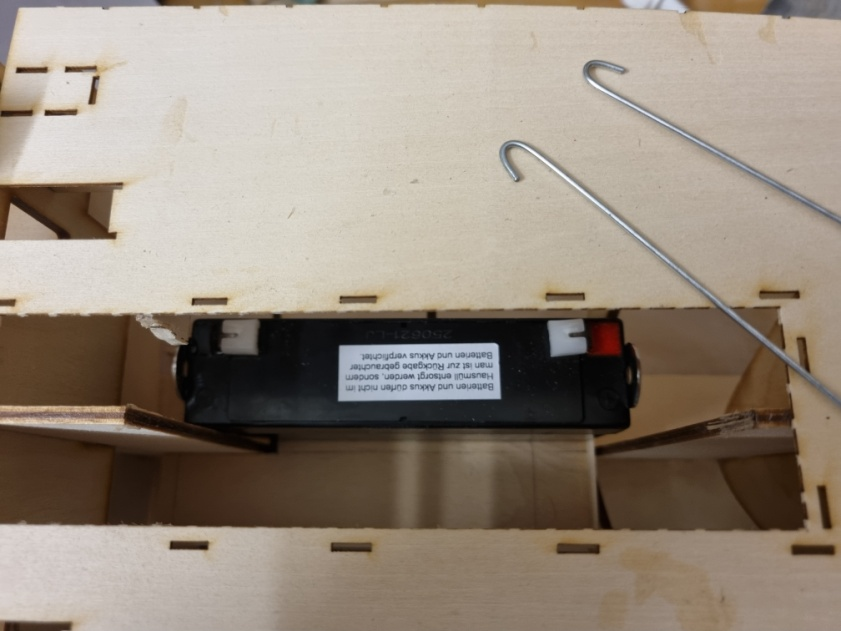 Batterien und Akkus dürfen nicht im
Hausmüll entsorgt werden, sondern
man ist zur Rückgabe gebrauchter
Batterien und Akkus verpflichtet.